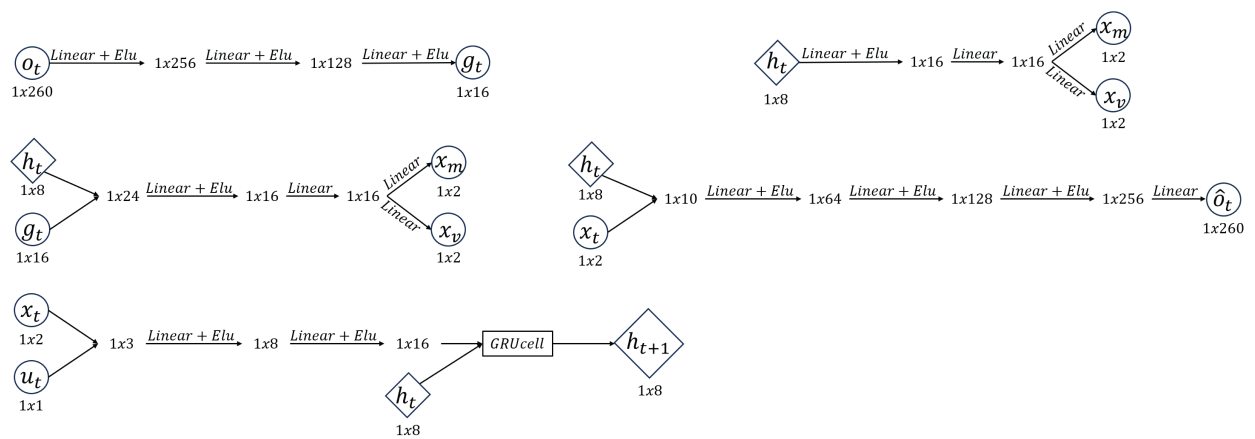 o_t Linear + Elu 1x256 Linear + Elu 1x128 Linear + Elu g_t
1x260 1x16
h_t Linear + Elu 1x16 Linear 1x16 Linear x_m
1x2
1x8 Linear x_v
1x2
h_t 1x8 1x24 Linear + Elu 1x16 Linear 1x16 Linear x_m
1x2
g_t Linear x_v
1x16 1x2
h_t 1x8 1x10 Linear + Elu 1x64 Linear + Elu 1x128 Linear + Elu 1x256 Linear ô_t
x_t 1x260
1x2
x_t
1x2 1x3 Linear + Elu 1x8 Linear + Elu 1x16 GRUcell h_{t+1}
u_t h_t 1x8
1x1 1x8